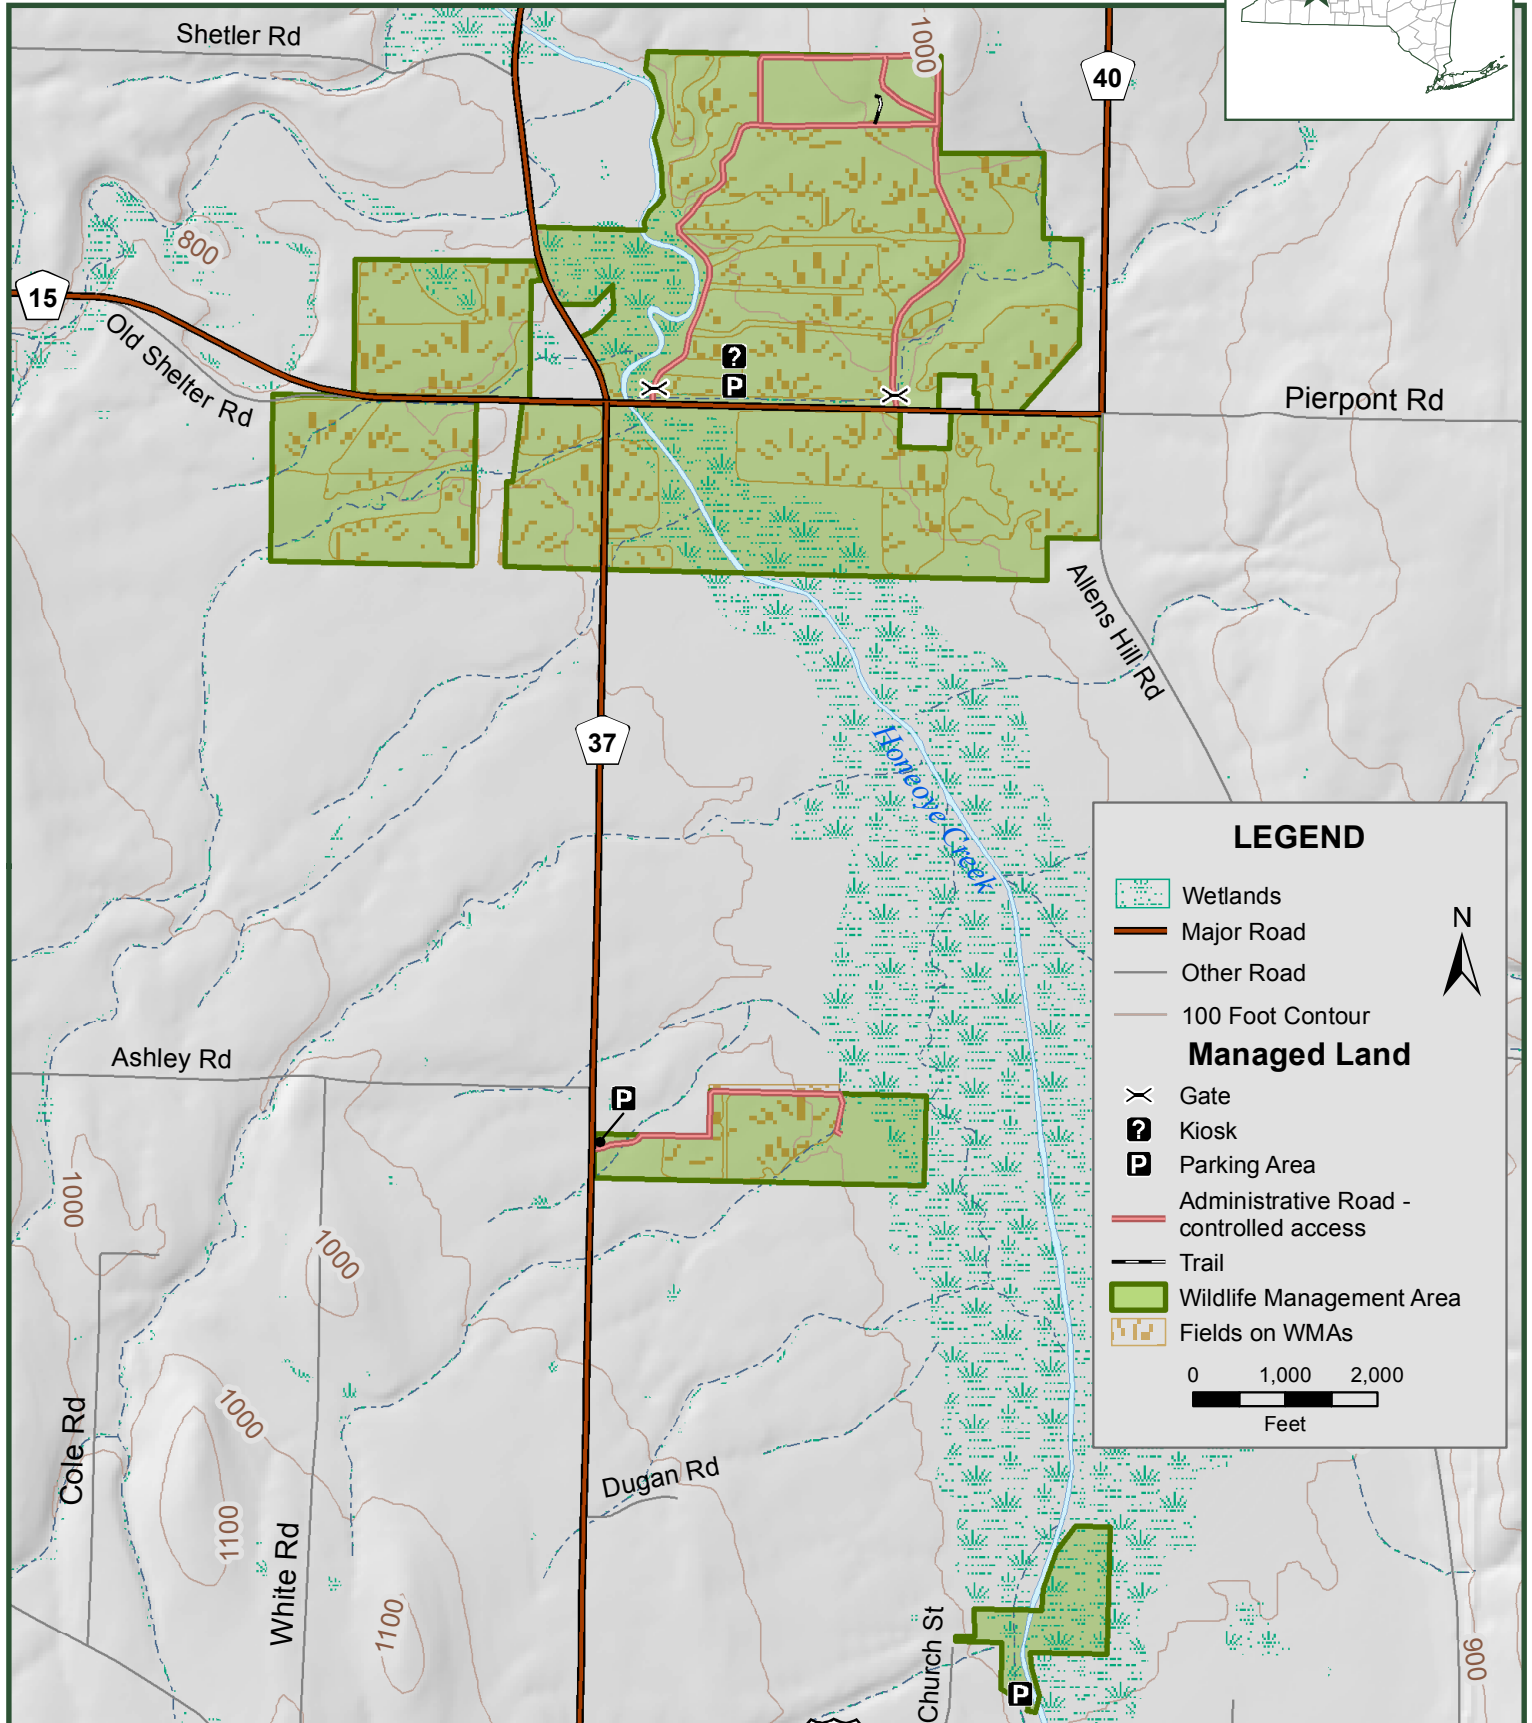 Shetler Rd
1000
40
800
15
Old Shelter Rd
?
P
Pierpont Rd
Allens Hill Rd
37
Honeoye Creek
LEGEND
Wetlands
Major Road
Other Road
100 Foot Contour
N
Managed Land
Gate
? Kiosk
P Parking Area
Administrative Road -
controlled access
Trail
Wildlife Management Area
Fields on WMAs
0 1,000 2,000
Feet
Ashley Rd
P
1000
1000
1000
Cole Rd
1100
White Rd
1100
Dugan Rd
Church St
P
900